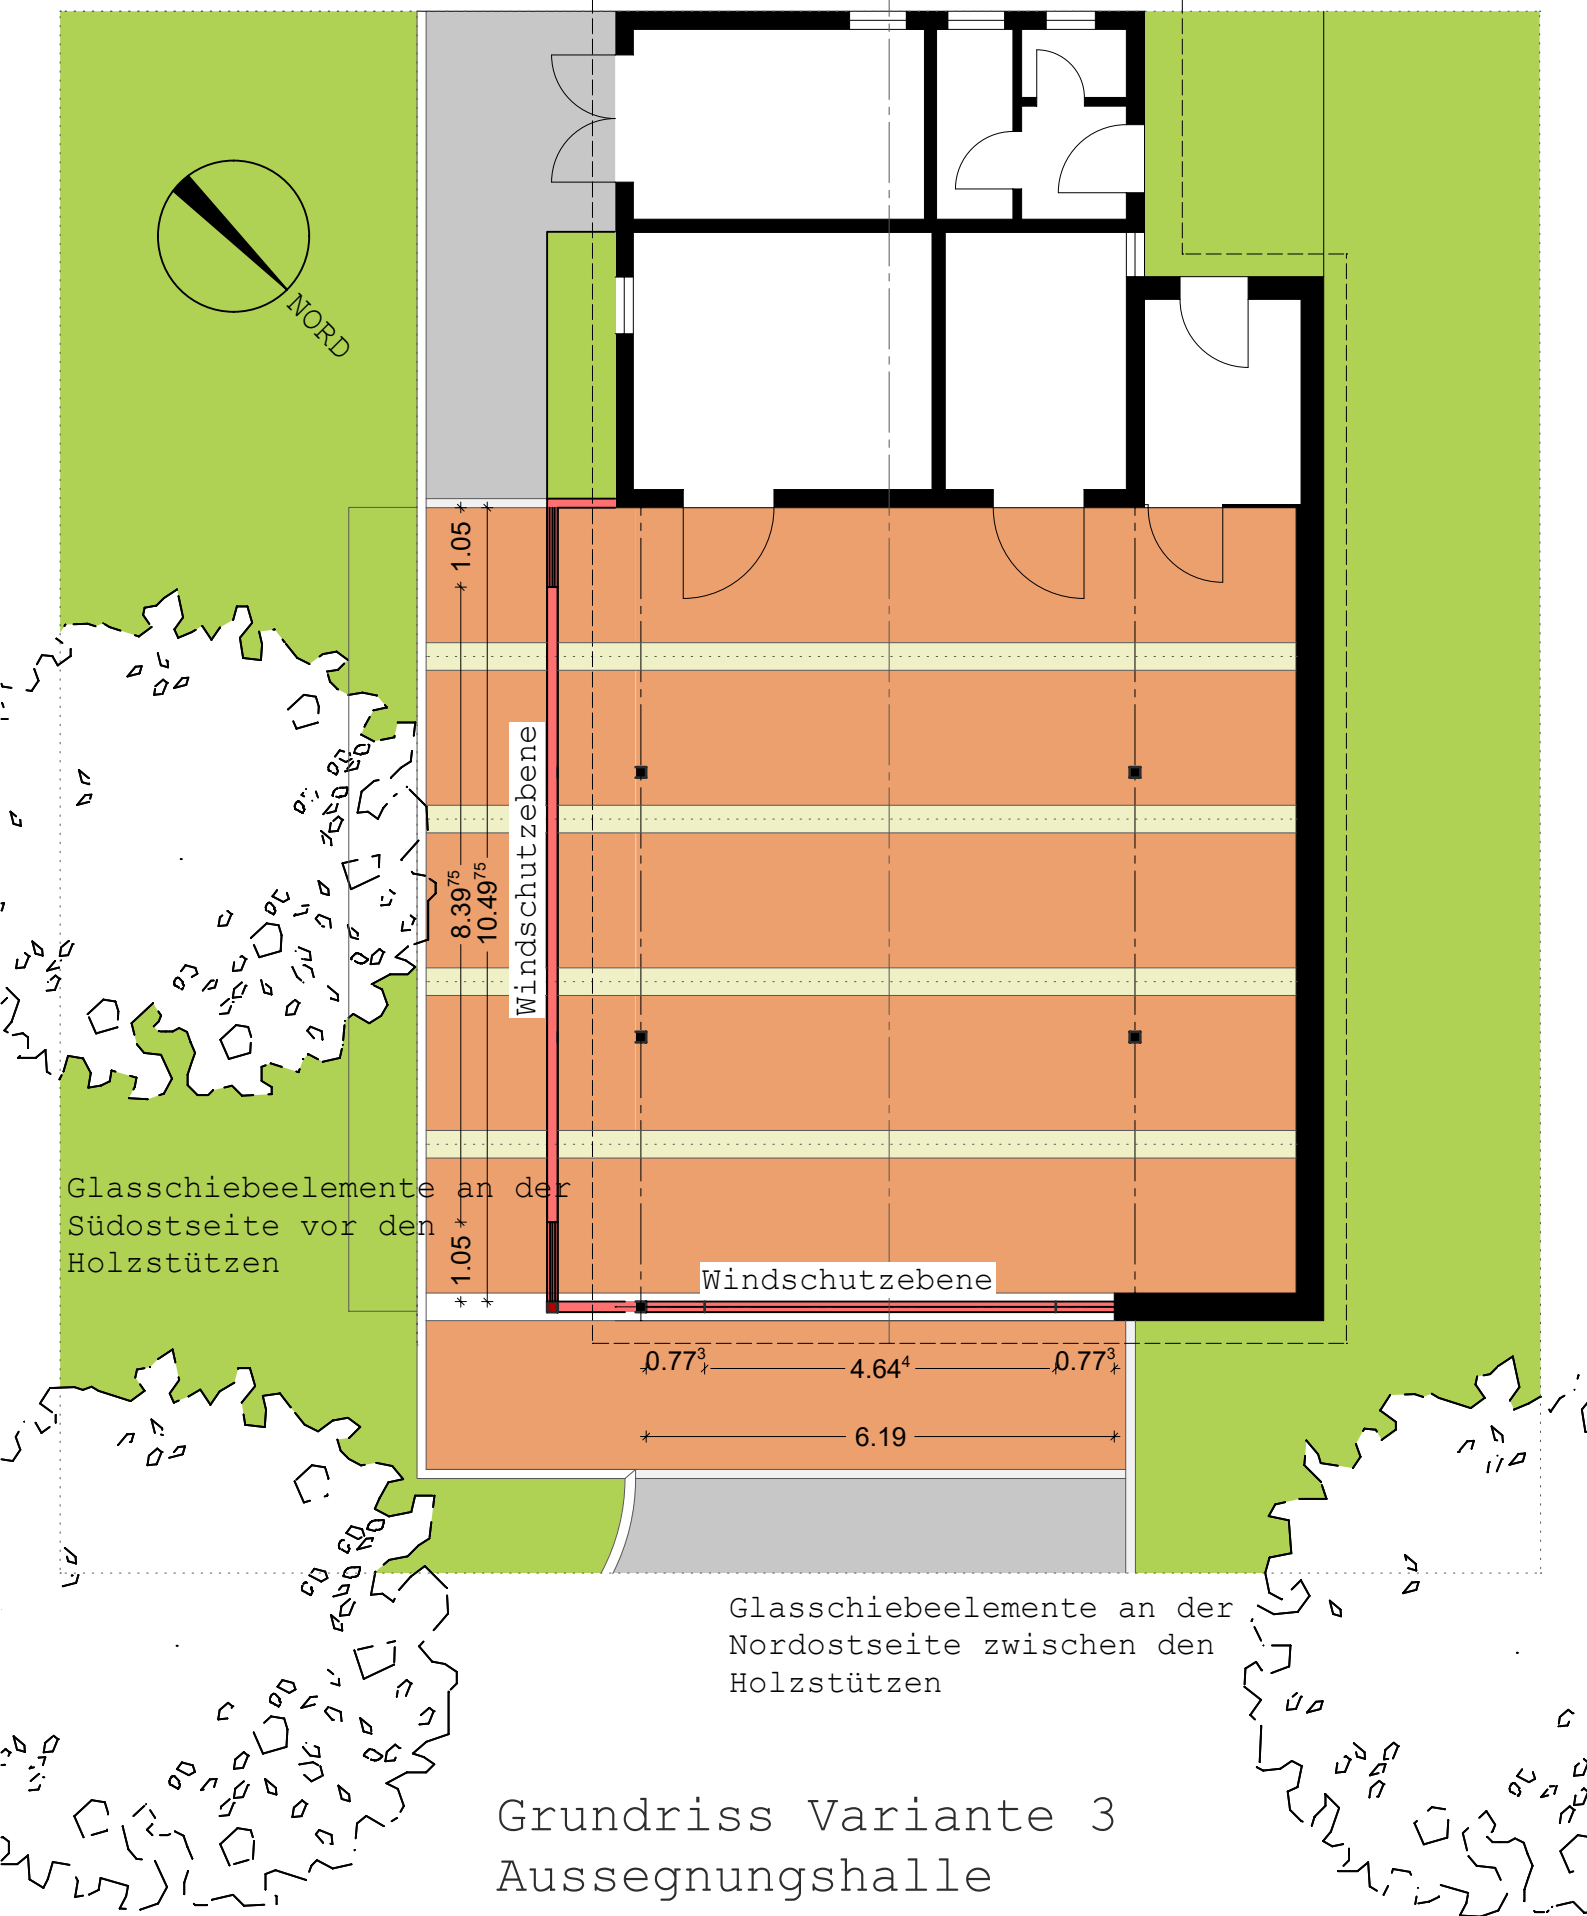 NORD
1.05
8.39⁷⁵
10.49⁷⁵
Windschutzebene
1.05
Glasschiebeelemente an der
Südostseite vor den
Holzstützen
Windschutzebene
0.77³
4.64⁴
0.77³
6.19
Glasschiebeelemente an der
Nordostseite zwischen den
Holzstützen
Grundriss Variante 3
Aussegnungshalle